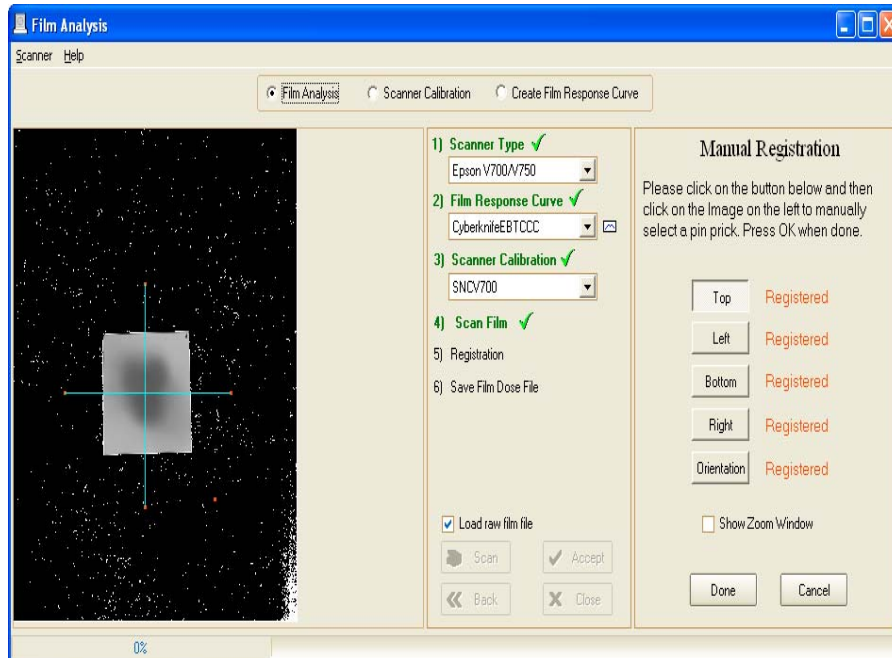 Film Analysis
Scanner Help
Film Analysis Scanner Calibration Create Film Response Curve
1) Scanner Type
Epson V700/V750
2) Film Response Curve
CyberknifeEBTCCC
3) Scanner Calibration
SNCV700
4) Scan Film
5) Registration
6) Save Film Dose File
Load raw film file
Scan Accept
Back Close
Manual Registration
Please click on the button below and then
click on the Image on the left to manually
select a pin prick. Press OK when done.
Top Registered
Left Registered
Bottom Registered
Right Registered
Orientation Registered
Show Zoom Window
Done Cancel
0%